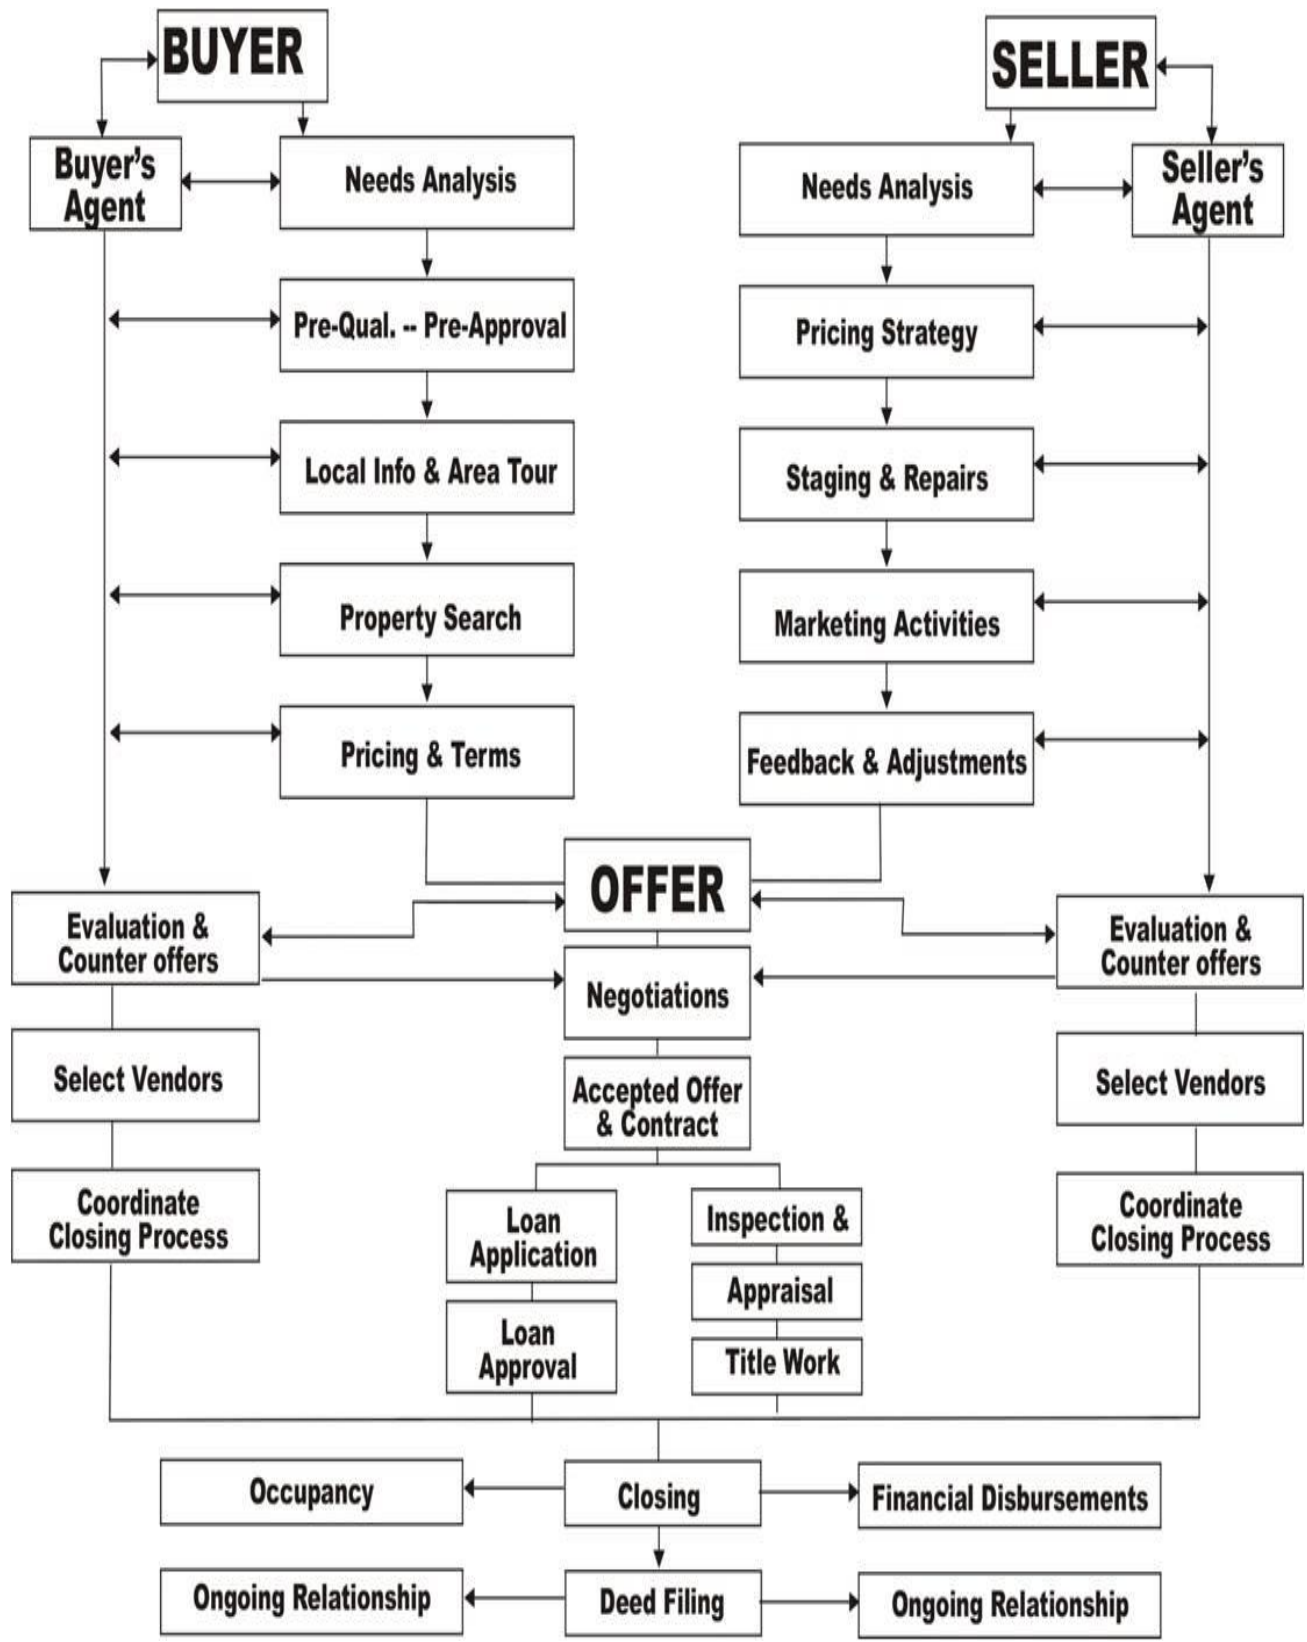 BUYER
SELLER
Buyer's
Agent
Needs Analysis
Needs Analysis
Seller's
Agent
Pre-Qual. -- Pre-Approval
Pricing Strategy
Local Info & Area Tour
Staging & Repairs
Property Search
Marketing Activities
Pricing & Terms
Feedback & Adjustments
OFFER
Evaluation &
Counter offers
Evaluation &
Counter offers
Negotiations
Select Vendors
Accepted Offer
& Contract
Select Vendors
Coordinate
Closing Process
Loan
Application
Inspection &
Coordinate
Closing Process
Appraisal
Loan
Approval
Title Work
Occupancy
Closing
Financial Disbursements
Ongoing Relationship
Deed Filing
Ongoing Relationship